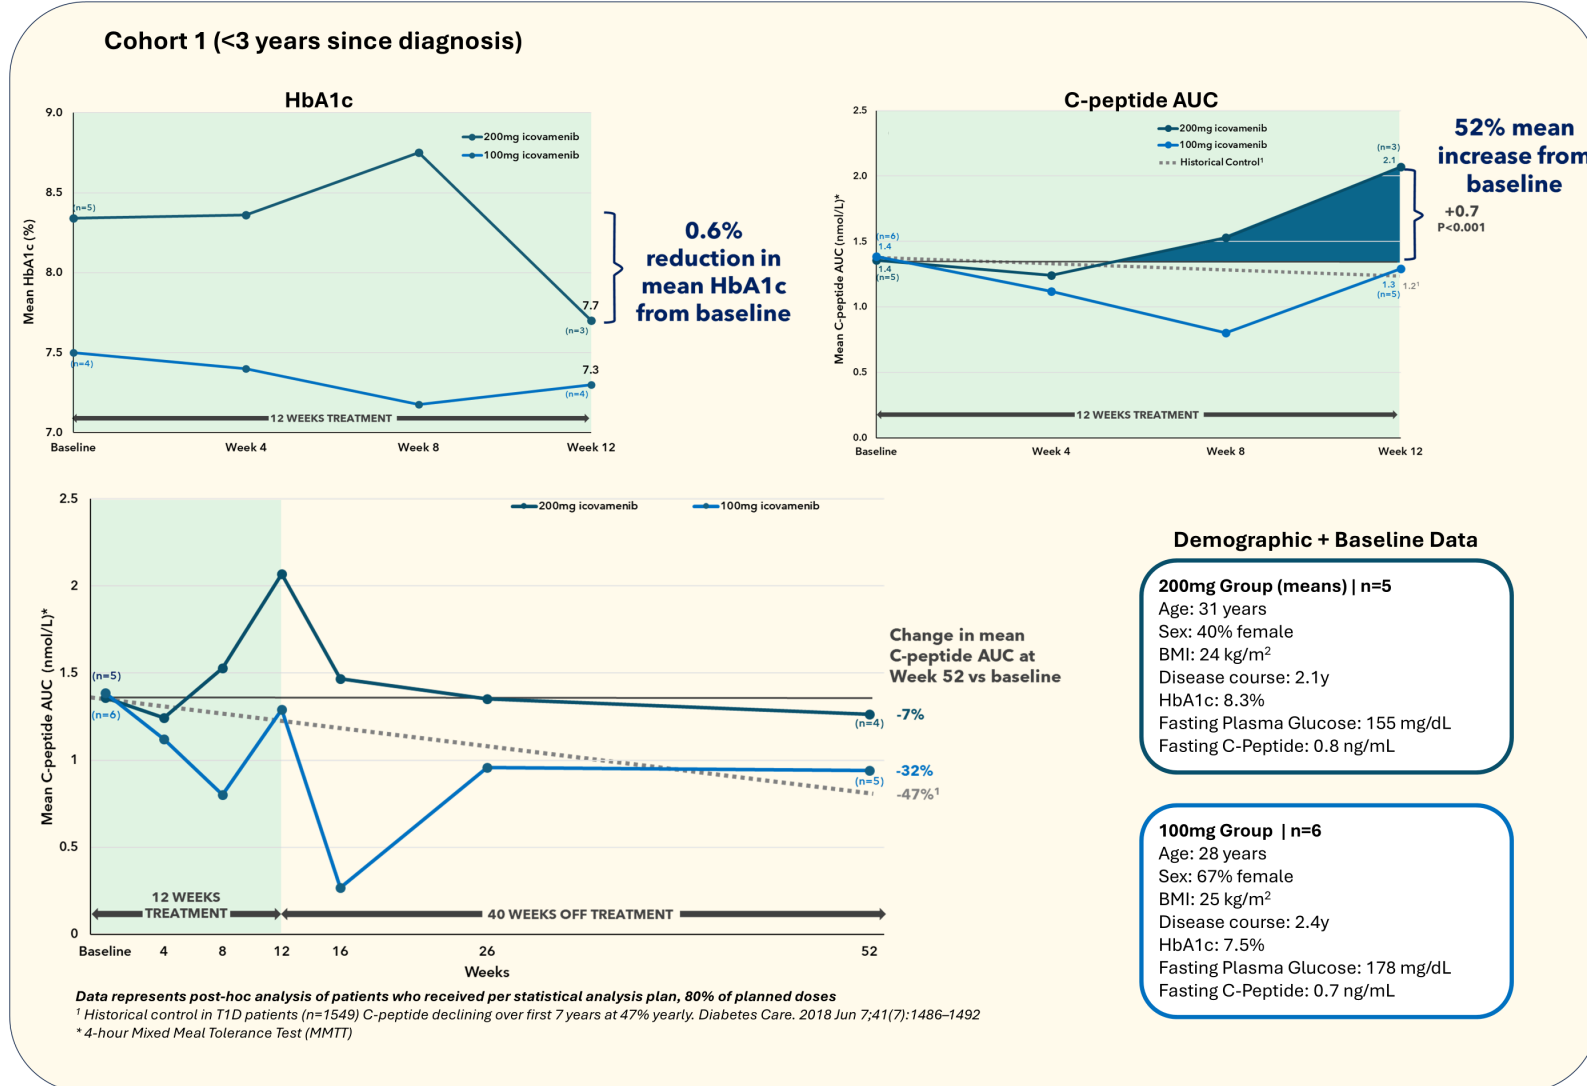 Cohort 1 (<3 years since diagnosis)
HbA1c
9.0
8.5
8.0
7.5
7.0
Mean HbA1c (%)
200mg icovamenib
100mg icovamenib
(n=5)
(n=4)
7.7
(n=3)
7.3
(n=4)
12 WEEKS TREATMENT
Baseline
Week 4
Week 8
Week 12
0.6%
reduction in
mean HbA1c
from baseline
C-peptide AUC
2.5
2.0
1.5
1.0
0.5
0.0
Mean C-peptide AUC (nmol/L)*
200mg icovamenib
100mg icovamenib
Historical Control¹
(n=6)
1.4
1.4
(n=5)
(n=3)
2.1
1.3
(n=5)
1.2¹
12 WEEKS TREATMENT
Baseline
Week 4
Week 8
Week 12
52% mean
increase from
baseline
+0.7
P<0.001
2.5
2
1.5
1
0.5
0
Mean C-peptide AUC (nmol/L)*
200mg icovamenib
100mg icovamenib
(n=5)
(n=6)
Change in mean
C-peptide AUC at
Week 52 vs baseline
-7%
(n=4)
-32%
(n=5)
-47%¹
12 WEEKS
TREATMENT
40 WEEKS OFF TREATMENT
Baseline
4
8
12
16
26
52
Weeks
Data represents post-hoc analysis of patients who received per statistical analysis plan, 80% of planned doses
¹ Historical control in T1D patients (n=1549) C-peptide declining over first 7 years at 47% yearly. Diabetes Care. 2018 Jun 7;41(7):1486–1492
* 4-hour Mixed Meal Tolerance Test (MMTT)
Demographic + Baseline Data
200mg Group (means) | n=5
Age: 31 years
Sex: 40% female
BMI: 24 kg/m²
Disease course: 2.1y
HbA1c: 8.3%
Fasting Plasma Glucose: 155 mg/dL
Fasting C-Peptide: 0.8 ng/mL
100mg Group | n=6
Age: 28 years
Sex: 67% female
BMI: 25 kg/m²
Disease course: 2.4y
HbA1c: 7.5%
Fasting Plasma Glucose: 178 mg/dL
Fasting C-Peptide: 0.7 ng/mL